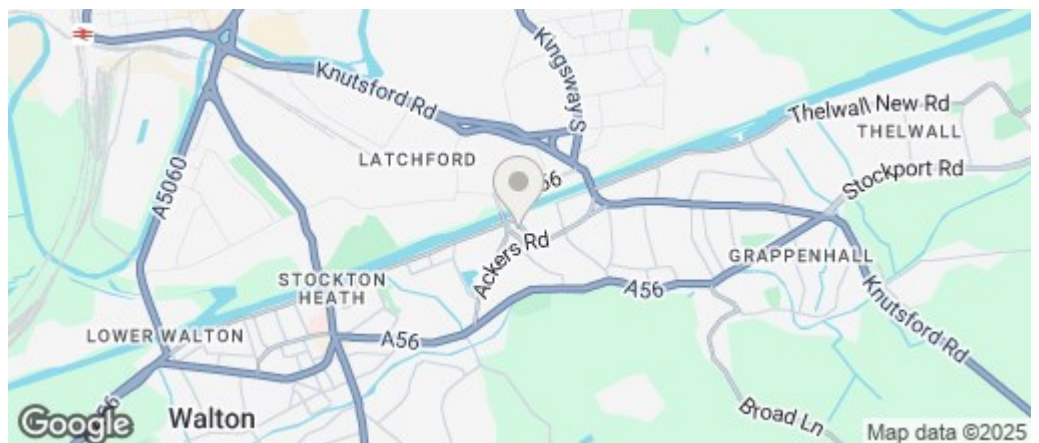 Kingsway S
Knutsford Rd
Thelwall New Rd
THELWALL
LATCHFORD
Stockport Rd
A5060
Ackers Rd
GRAPPENHALL
STOCKTON
HEATH
A56
Knutsford Rd
LOWER WALTON
A56
Walton
Broad Ln
Google
Map data ©2025